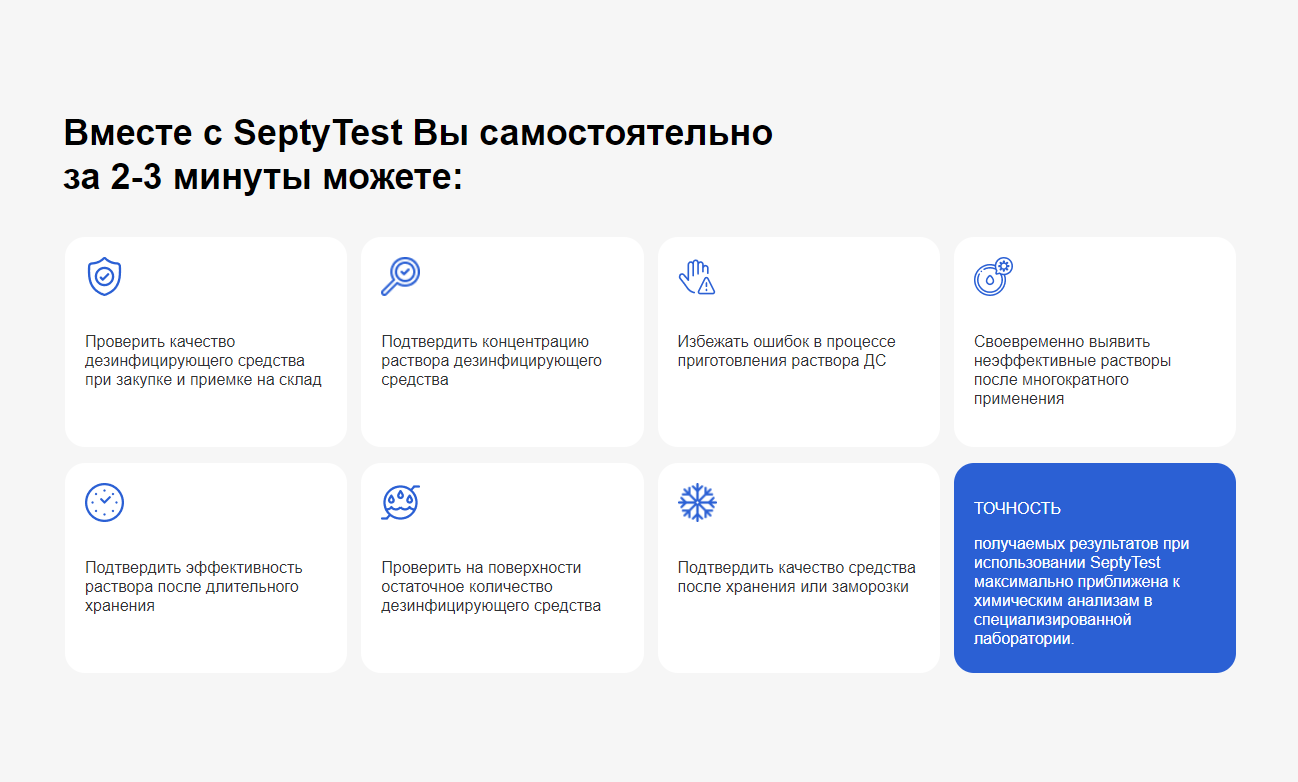 Вместе с SeptyTest Вы самостоятельно
за 2-3 минуты можете:
Проверить качество
дезинфицирующего средства
при закупке и приемке на склад
Подтвердить концентрацию
раствора дезинфицирующего
средства
Избежать ошибок в процессе
приготовления раствора ДС
Своевременно выявить
неэффективные растворы
после многократного
применения
Подтвердить эффективность
раствора после длительного
хранения
Проверить на поверхности
остаточное количество
дезинфицирующего средства
Подтвердить качество средства
после хранения или заморозки
ТОЧНОСТЬ
получаемых результатов при
использовании SeptyTest
максимально приближена к
химическим анализам в
специализированной
лаборатории.